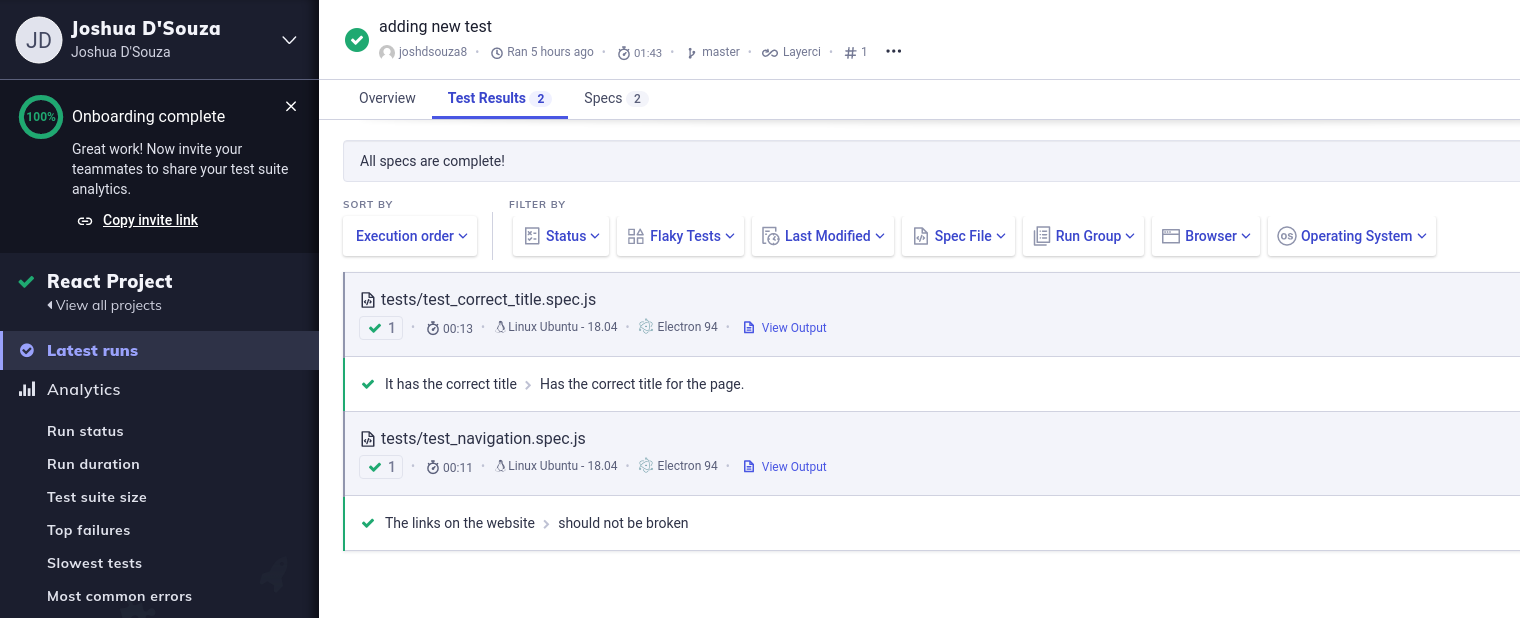 JD
Joshua D'Souza
Joshua D'Souza
100%
Onboarding complete
Great work! Now invite your
teammates to share your test suite
analytics.
Copy invite link
React Project
View all projects
Latest runs
Analytics
Run status
Run duration
Test suite size
Top failures
Slowest tests
Most common errors
adding new test
joshdsouza8 · Ran 5 hours ago · 01:43 · master · Layerci · # 1 •••
Overview Test Results 2 Specs 2
All specs are complete!
SORT BY FILTER BY
Execution order Status Flaky Tests Last Modified Spec File Run Group Browser OS Operating System
tests/test_correct_title.spec.js
1 · 00:13 · Linux Ubuntu - 18.04 · Electron 94 · View Output
It has the correct title > Has the correct title for the page.
tests/test_navigation.spec.js
1 · 00:11 · Linux Ubuntu - 18.04 · Electron 94 · View Output
The links on the website > should not be broken